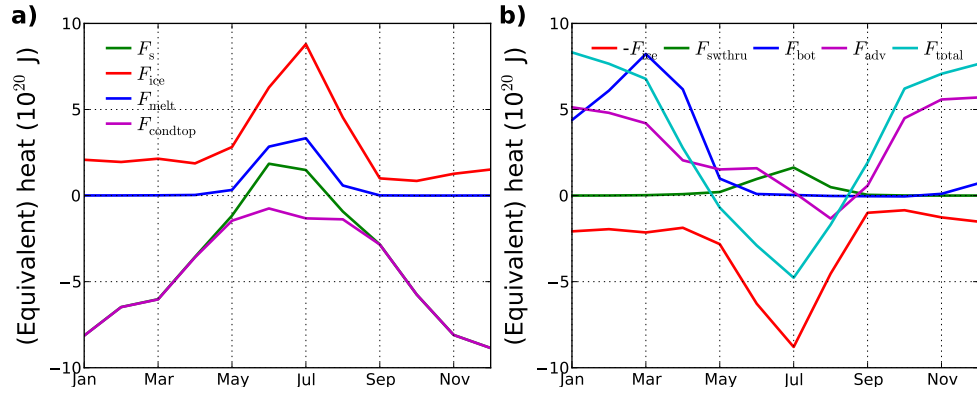 a)
(Equivalent) heat (10^20 J)
10
5
0
−5
−10
Jan Mar May Jul Sep Nov
F_s
F_ice
F_melt
F_condtop
b)
(Equivalent) heat (10^20 J)
10
5
0
−5
−10
Jan Mar May Jul Sep Nov
-F_ice F_swthru F_bot F_adv F_total